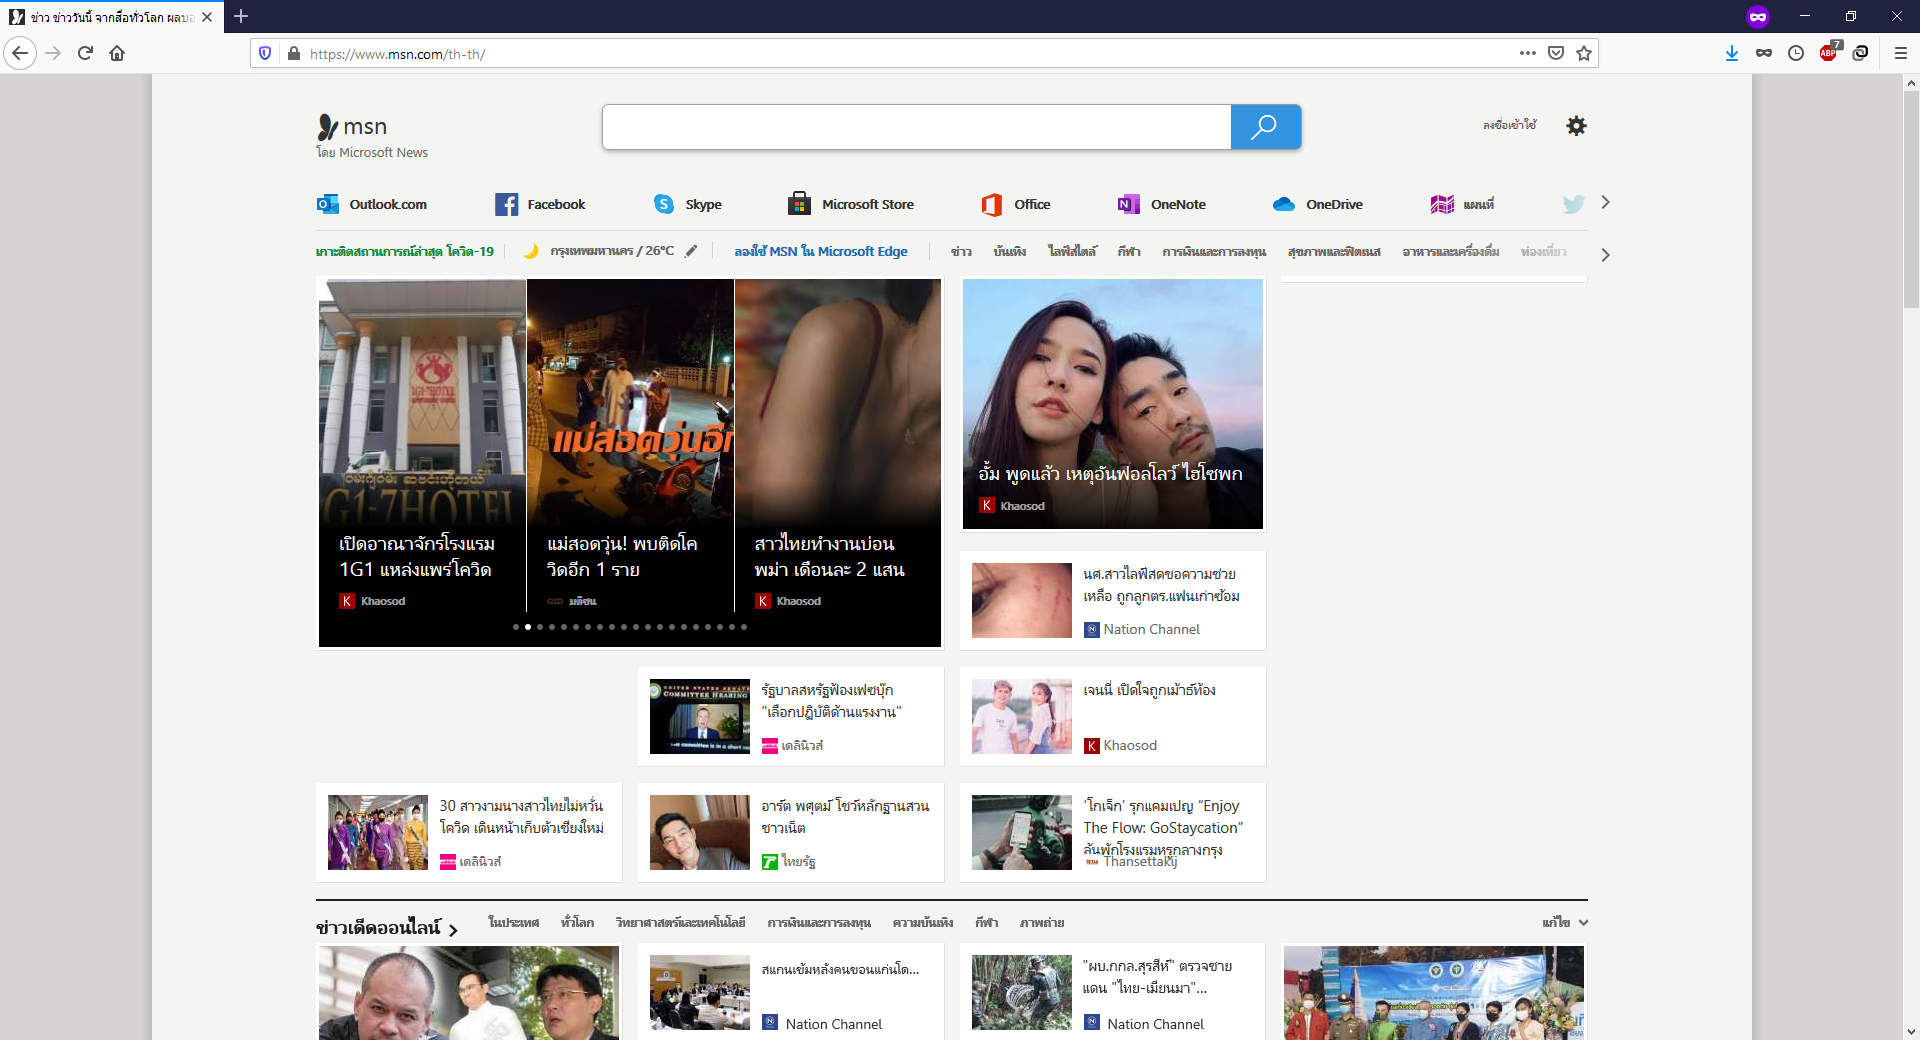 ข่าว ข่าววันนี้ จากสื่อทั่วโลก ผลบอ
https://www.msn.com/th-th/
ABP
7
msn
โดย Microsoft News
ลงชื่อเข้าใช้
Outlook.com
Facebook
Skype
Microsoft Store
Office
OneNote
OneDrive
แผนที่
เกาะติดสถานการณ์ล่าสุด โควิด-19
กรุงเทพมหานคร / 26°C
ลองใช้ MSN ใน Microsoft Edge
ข่าว
บันเทิง
ไลฟ์สไตล์
กีฬา
การเงินและการลงทุน
สุขภาพและฟิตเนส
อาหารและเครื่องดื่ม
ท่องเที่ยว
1G1-7HOTEL
G1-7HOTEL
เปิดอาณาจักรโรงแรม
1G1 แหล่งแพร่โควิด
Khaosod
แม่สอดวุ่นอีก
แม่สอดวุ่น! พบติดโค
วิดอีก 1 ราย
มติชน
สาวไทยทำงานบ่อน
พม่า เดือนละ 2 แสน
Khaosod
อั้ม พูดแล้ว เหตุอันฟอลโลว์ ไฮโซพก
Khaosod
นศ.สาวไลฟ์สดขอความช่วย
เหลือ ถูกลูกตร.แฟนเก่าซ้อม
Nation Channel
UNITED STATES SENATE
COMMITTEE HEARING
committee is in a short
รัฐบาลสหรัฐฟ้องเฟซบุ๊ก
"เลือกปฏิบัติด้านแรงงาน"
เดลินิวส์
เจนนี่ เปิดใจถูกเม้าธ์ท้อง
Khaosod
30 สาวงามนางสาวไทยไม่หวั่น
โควิด เดินหน้าเก็บตัวเชียงใหม่
เดลินิวส์
อาร์ต พศุตม์ โชว์หลักฐานสวน
ชาวเน็ต
ไทยรัฐ
‘โกเจ็ก’ รุกแคมเปญ “Enjoy
The Flow: GoStaycation”
ลุ้นพักโรงแรมหรูกลางกรุง
Thansettakij
ข่าวเด็ดออนไลน์
ในประเทศ
ทั่วโลก
วิทยาศาสตร์และเทคโนโลยี
การเงินและการลงทุน
ความบันเทิง
กีฬา
ภาพถ่าย
แก้ไข
สแกนเข้มหลังคนขอนแก่นโด...
Nation Channel
"ผบ.กกล.สุรสีห์" ตรวจชาย
แดน "ไทย-เมียนมา"...
Nation Channel